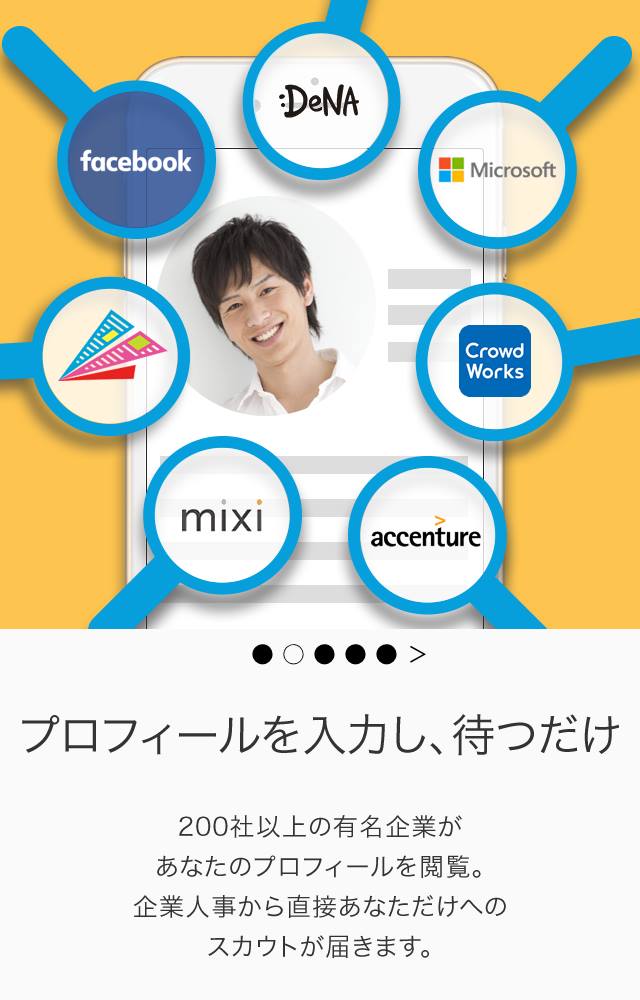 :DeNA
facebook
Microsoft
Crowd
Works
mixi
accenture
>
プロフィールを入力し、待つだけ
200社以上の有名企業が
あなたのプロフィールを閲覧。
企業人事から直接あなただけへの
スカウトが届きます。